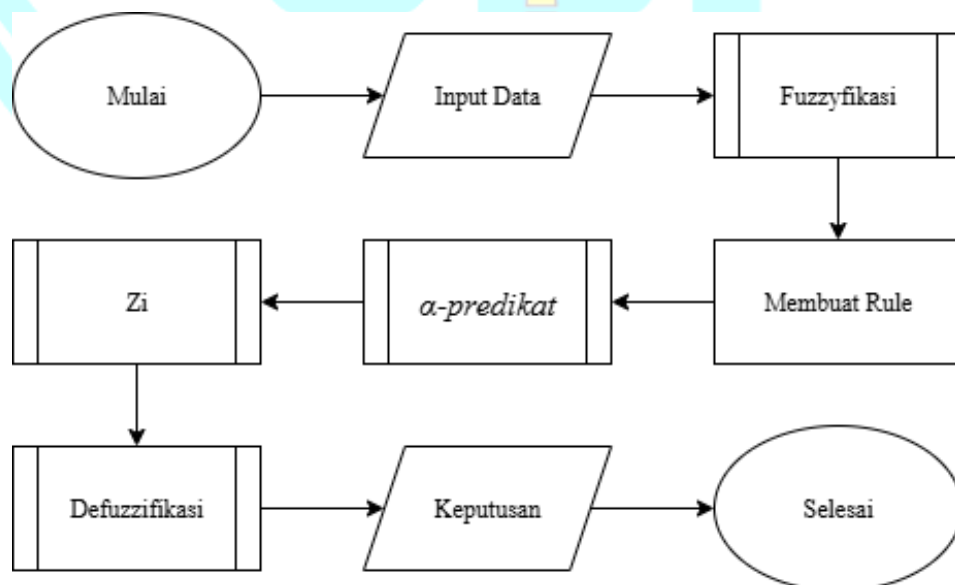 Mulai
Input Data
Fuzzyfikasi
Membuat Rule
α-predikat
Zi
Defuzzifikasi
Keputusan
Selesai